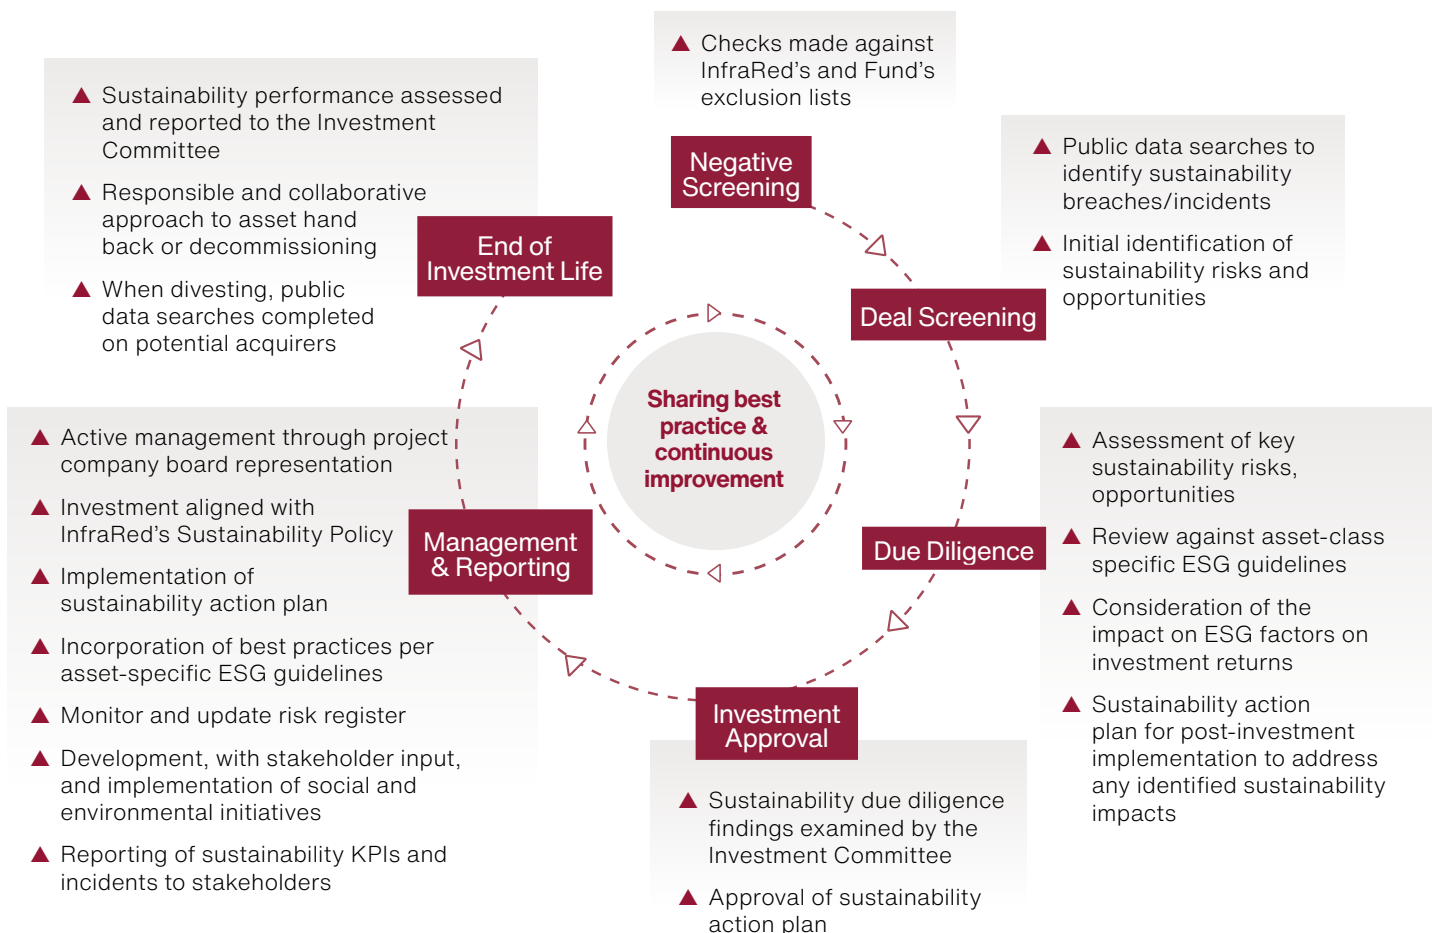 Negative
Screening
▲ Checks made against
InfraRed’s and Fund’s
exclusion lists
Deal Screening
▲ Public data searches to
identify sustainability
breaches/incidents
▲ Initial identification of
sustainability risks and
opportunities
Due Diligence
▲ Assessment of key
sustainability risks,
opportunities
▲ Review against asset-class
specific ESG guidelines
▲ Consideration of the
impact on ESG factors on
investment returns
▲ Sustainability action
plan for post-investment
implementation to address
any identified sustainability
impacts
Investment
Approval
▲ Sustainability due diligence
findings examined by the
Investment Committee
▲ Approval of sustainability
action plan
Management
& Reporting
▲ Active management through project
company board representation
▲ Investment aligned with
InfraRed’s Sustainability Policy
▲ Implementation of
sustainability action plan
▲ Incorporation of best practices per
asset-specific ESG guidelines
▲ Monitor and update risk register
▲ Development, with stakeholder input,
and implementation of social and
environmental initiatives
▲ Reporting of sustainability KPIs and
incidents to stakeholders
End of
Investment Life
▲ Sustainability performance assessed
and reported to the Investment
Committee
▲ Responsible and collaborative
approach to asset hand
back or decommissioning
▲ When divesting, public
data searches completed
on potential acquirers
Sharing best
practice &
continuous
improvement